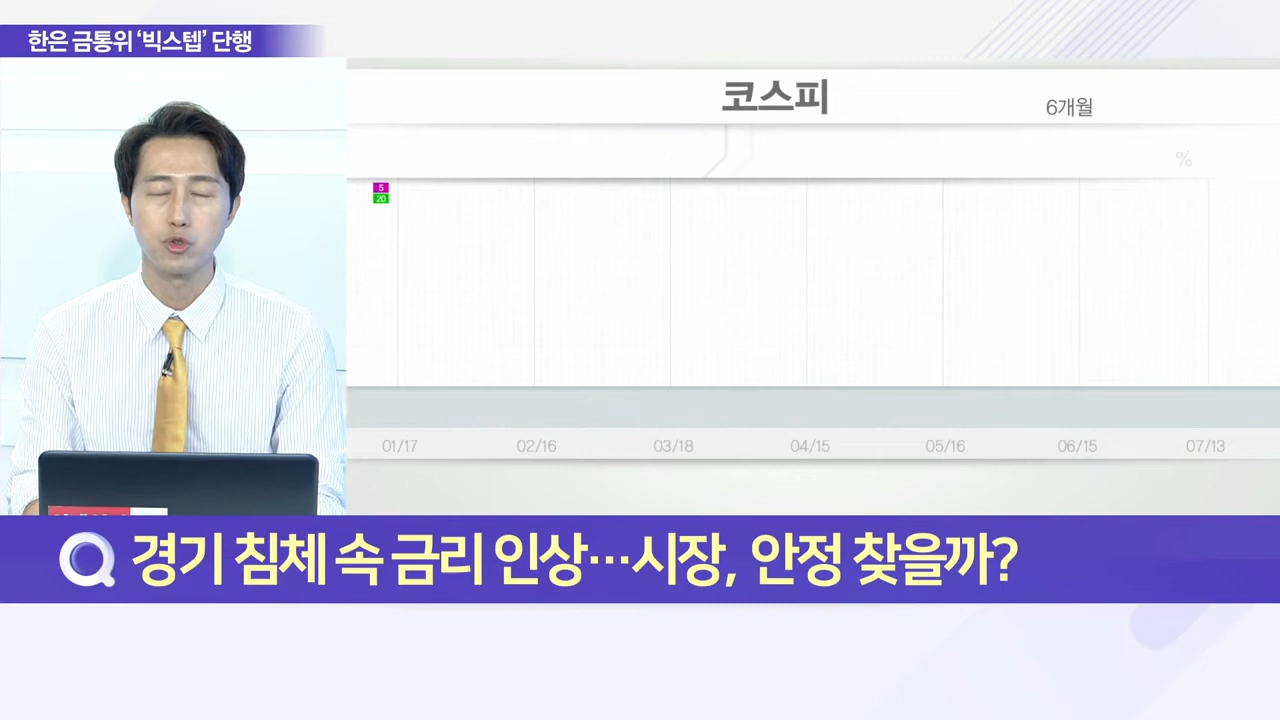 한은 금통위 ‘빅스텝’ 단행
코스피
6개월
%
5
20
01/17 02/16 03/18 04/15 05/16 06/15 07/13
경기 침체 속 금리 인상…시장, 안정 찾을까?